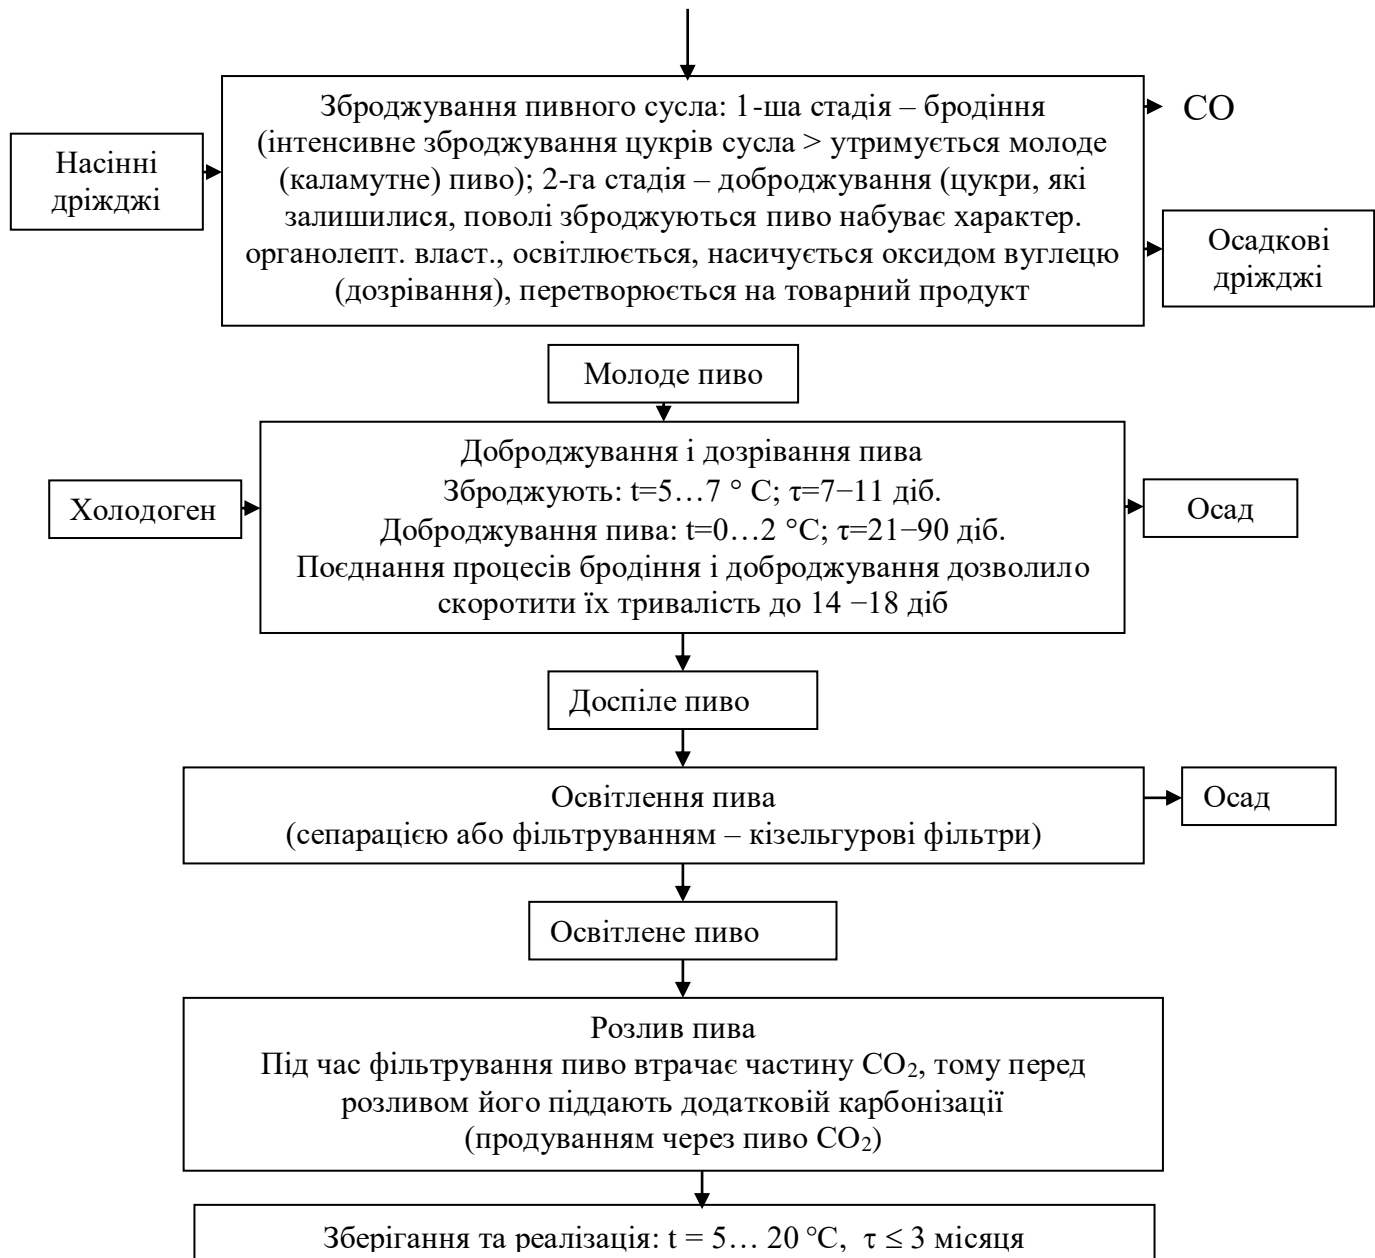 Зброджування пивного сусла: 1-ша стадія – бродіння
(інтенсивне зброджування цукрів сусла > утримується молоде
(каламутне) пиво); 2-га стадія – доброджування (цукри, які
залишилися, поволі зброджуються пиво набуває характер.
органолепт. власт., освітлюється, насичується оксидом вуглецю
(дозрівання), перетворюється на товарний продукт
СО
Насінні
дріжджі
Осадкові
дріжджі
Молоде пиво
Доброджування і дозрівання пива
Зброджують: t=5…7 ° С; τ=7−11 діб.
Доброджування пива: t=0…2 °С; τ=21−90 діб.
Поєднання процесів бродіння і доброджування дозволило
скоротити їх тривалість до 14 −18 діб
Холодоген
Осад
Доспіле пиво
Освітлення пива
(сепарацією або фільтруванням – кізельгурові фільтри)
Осад
Освітлене пиво
Розлив пива
Під час фільтрування пиво втрачає частину СО₂, тому перед
розливом його піддають додатковій карбонізації
(продуванням через пиво СО₂)
Зберігання та реалізація: t = 5… 20 °С, τ ≤ 3 місяця